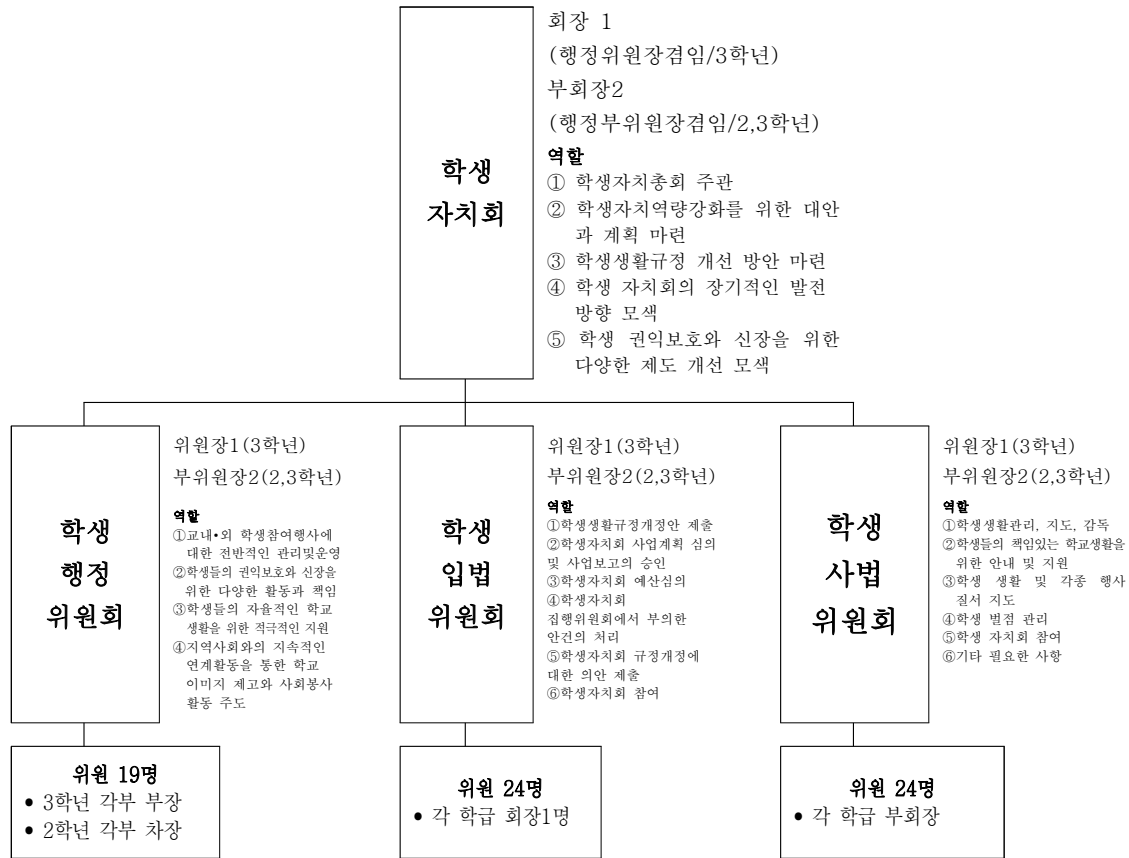 학생
자치회
회장 1
(행정위원장겸임/3학년)
부회장2
(행정부위원장겸임/2,3학년)
역할
① 학생자치총회 주관
② 학생자치역량강화를 위한 대안
과 계획 마련
③ 학생생활규정 개선 방안 마련
④ 학생 자치회의 장기적인 발전
방향 모색
⑤ 학생 권익보호와 신장을 위한
다양한 제도 개선 모색
학생
행정
위원회
위원장1(3학년)
부위원장2(2,3학년)
역할
①교내•외 학생참여행사에
대한 전반적인 관리및운영
②학생들의 권익보호와 신장을
위한 다양한 활동과 책임
③학생들의 자율적인 학교
생활을 위한 적극적인 지원
④지역사회와의 지속적인
연계활동을 통한 학교
이미지 제고와 사회봉사
활동 주도
위원 19명
• 3학년 각부 부장
• 2학년 각부 차장
학생
입법
위원회
위원장1(3학년)
부위원장2(2,3학년)
역할
①학생생활규정개정안 제출
②학생자치회 사업계획 심의
및 사업보고의 승인
③학생자치회 예산심의
④학생자치회
집행위원회에서 부의한
안건의 처리
⑤학생자치회 규정개정에
대한 의안 제출
⑥학생자치회 참여
위원 24명
• 각 학급 회장1명
학생
사법
위원회
위원장1(3학년)
부위원장2(2,3학년)
역할
①학생생활관리, 지도, 감독
②학생들의 책임있는 학교생활을
위한 안내 및 지원
③학생 생활 및 각종 행사
질서 지도
④학생 벌점 관리
⑤학생 자치회 참여
⑥기타 필요한 사항
위원 24명
• 각 학급 부회장